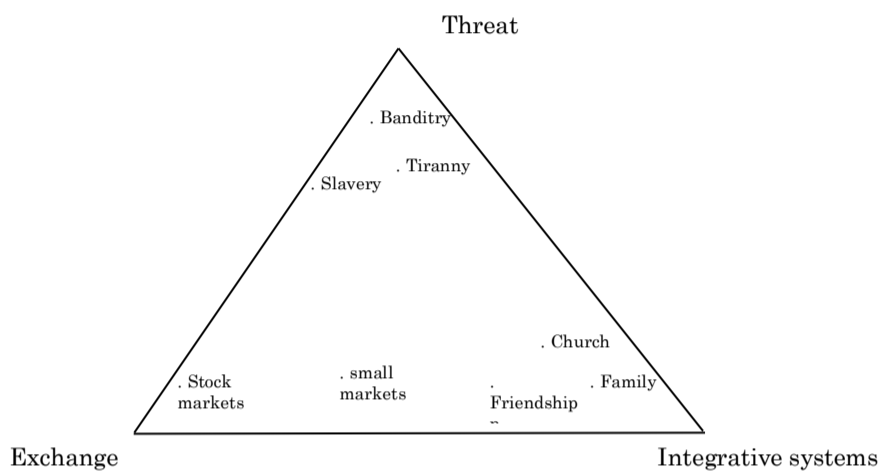 Threat
. Banditry
. Tiranny
. Slavery
. Church
. small
markets
. Stock
markets
. Family
.
Friendship
Exchange
Integrative systems